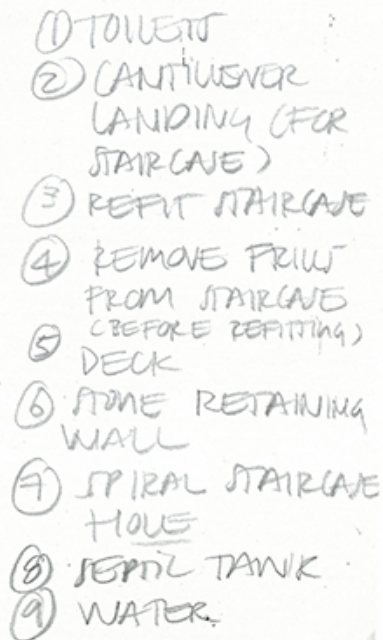 ① TOILETS
② CANTILIEVER
LANDING (FOR
STAIRCASE)
③ REFIT STAIRCASE
④ REMOVE FRILLS
FROM STAIRCASE
(BEFORE REFITTING)
⑤ DECK
⑥ STONE RETAINING
WALL
⑦ SPIRAL STAIRCASE
HOLE
⑧ SEPTIC TANK
⑨ WATER.